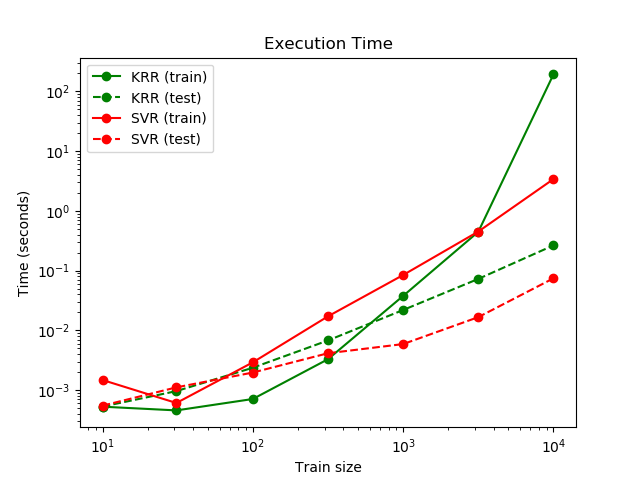 Execution Time
KRR (train)
KRR (test)
SVR (train)
SVR (test)
10²
10¹
10⁰
10⁻¹
10⁻²
10⁻³
Time (seconds)
10¹ 10² 10³ 10⁴
Train size